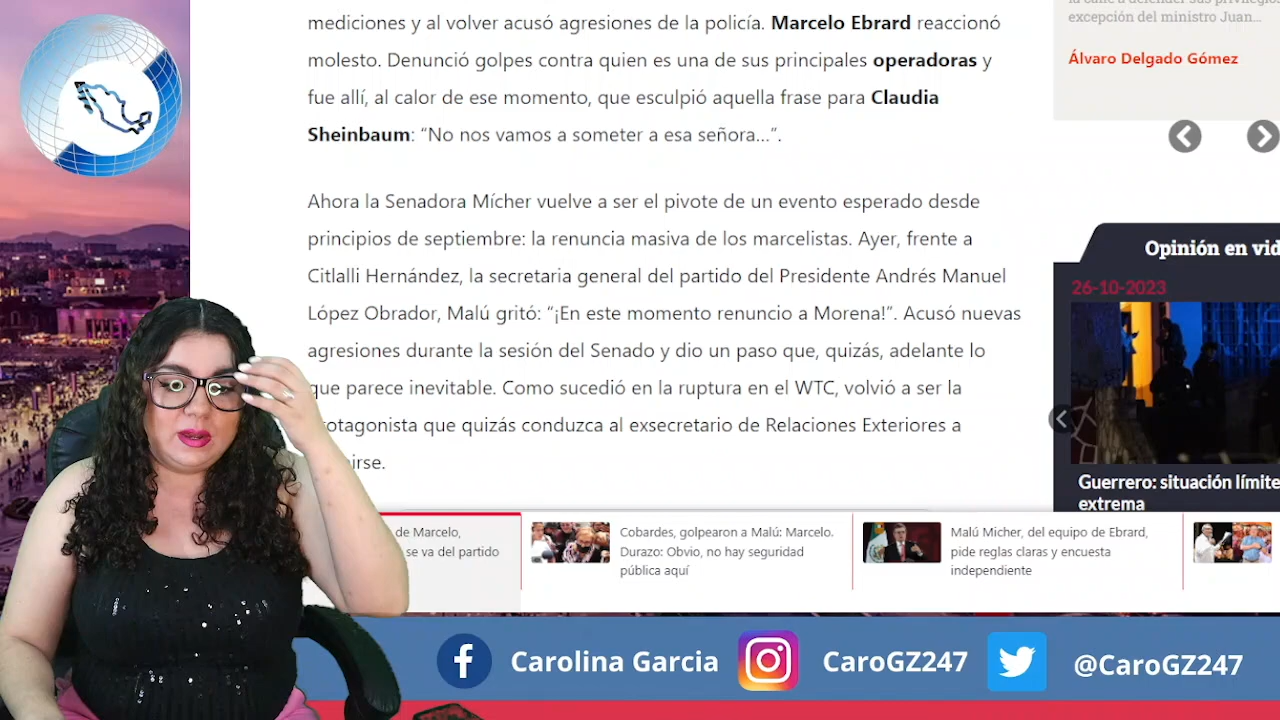 mediciones y al volver acusó agresiones de la policía. Marcelo Ebrard reaccionó
molesto. Denunció golpes contra quien es una de sus principales operadoras y
fue allí, al calor de ese momento, que esculpió aquella frase para Claudia
Sheinbaum: “No nos vamos a someter a esa señora...”.
Ahora la Senadora Mícher vuelve a ser el pivote de un evento esperado desde
principios de septiembre: la renuncia masiva de los marcelistas. Ayer, frente a
Citlalli Hernández, la secretaria general del partido del Presidente Andrés Manuel
López Obrador, Malú gritó: “¡En este momento renuncio a Morena!”. Acusó nuevas
agresiones durante la sesión del Senado y dio un paso que, quizás, adelante lo
que parece inevitable. Como sucedió en la ruptura en el WTC, volvió a ser la
rotagonista que quizás conduzca al exsecretario de Relaciones Exteriores a
irse.
excepción del ministro Juan...
Álvaro Delgado Gómez
Opinión en vid
26-10-2023
Guerrero: situación límite
extrema
de Marcelo,
se va del partido
Cobardes, golpearon a Malú: Marcelo.
Durazo: Obvio, no hay seguridad
pública aquí
Malú Micher, del equipo de Ebrard,
pide reglas claras y encuesta
independiente
Carolina Garcia
CaroGZ247
@CaroGZ247